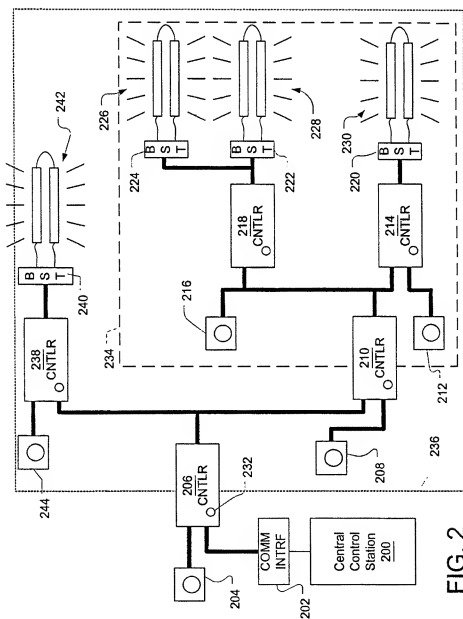 242
226
228
230
B
S
T
224
B
S
T
222
B
S
T
220
B
S
T
240
218
CNTLR
214
CNTLR
238
CNTLR
234
216
212
210
CNTLR
236
244
206
CNTLR
232
208
204
COMM
INTRF
202
Central
Control
Station
200
FIG. 2